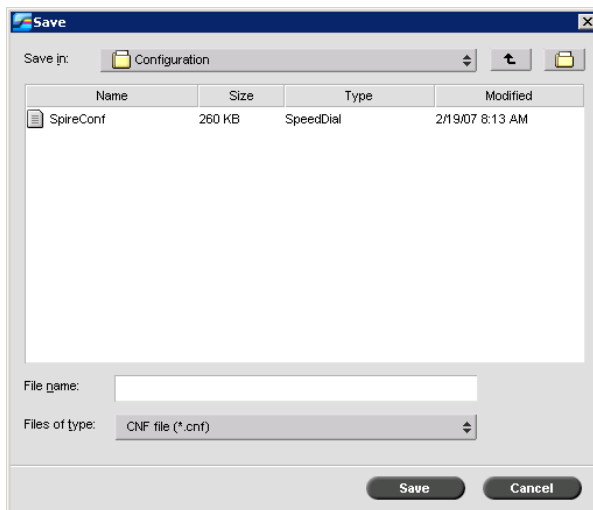 Save
Save in: Configuration
Name Size Type Modified
SpireConf 260 KB SpeedDial 2/19/07 8:13 AM
File name:
Files of type: CNF file (*.cnf)
Save Cancel